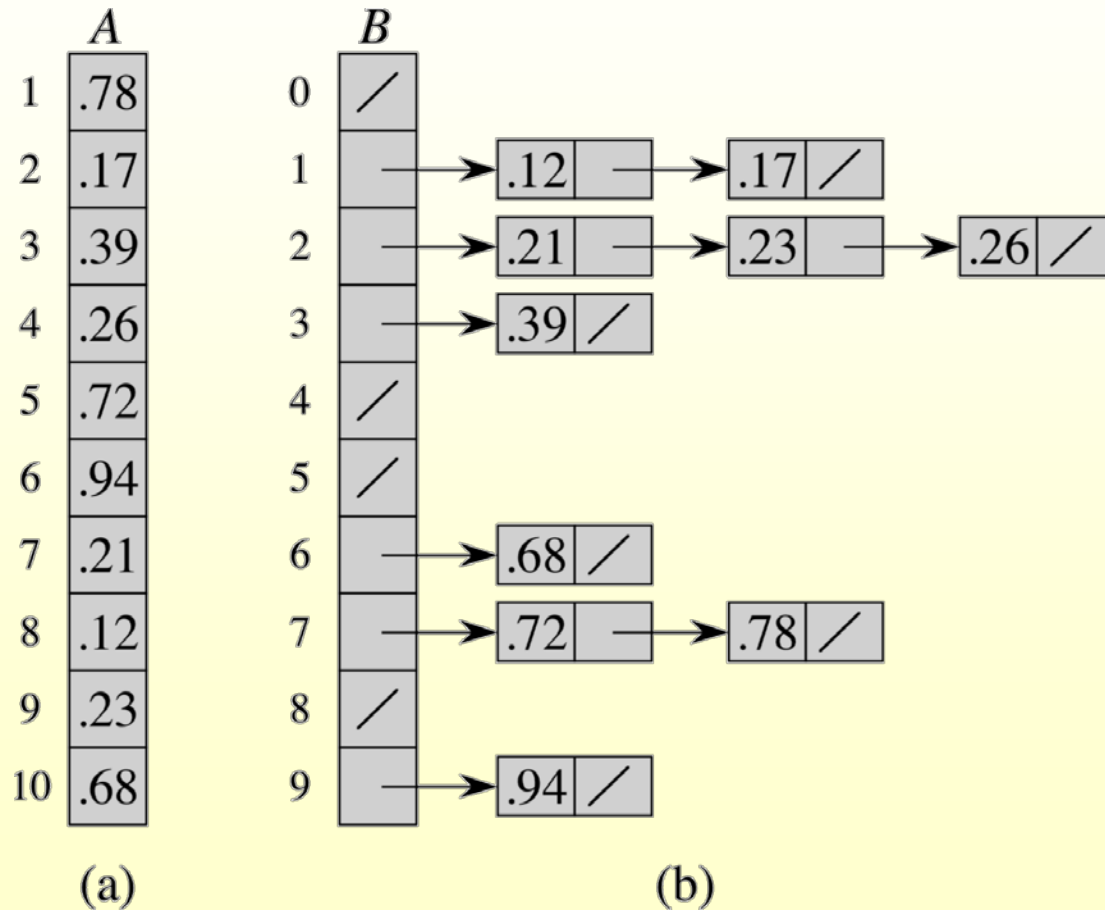 A B
1 .78 0 /
2 .17 1 .12 .17 /
3 .39 2 .21 .23 .26 /
4 .26 3 .39 /
5 .72 4 /
6 .94 5 /
7 .21 6 .68 /
8 .12 7 .72 .78 /
9 .23 8 /
10 .68 9 .94 /
(a) (b)